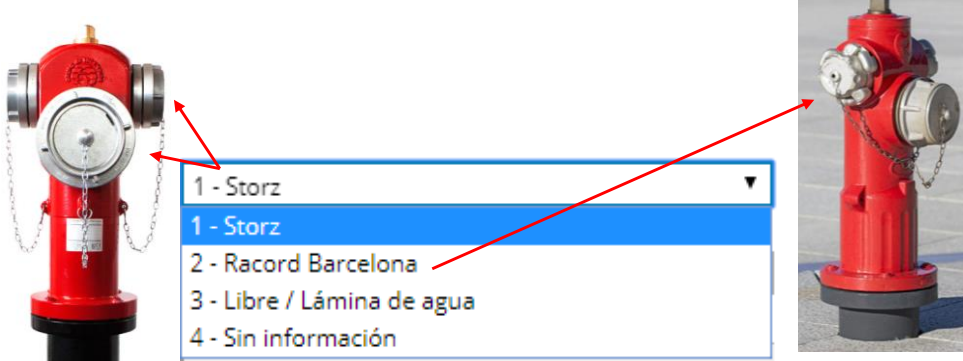 1 - Storz
1 - Storz
2 - Racord Barcelona
3 - Libre / Lámina de agua
4 - Sin información